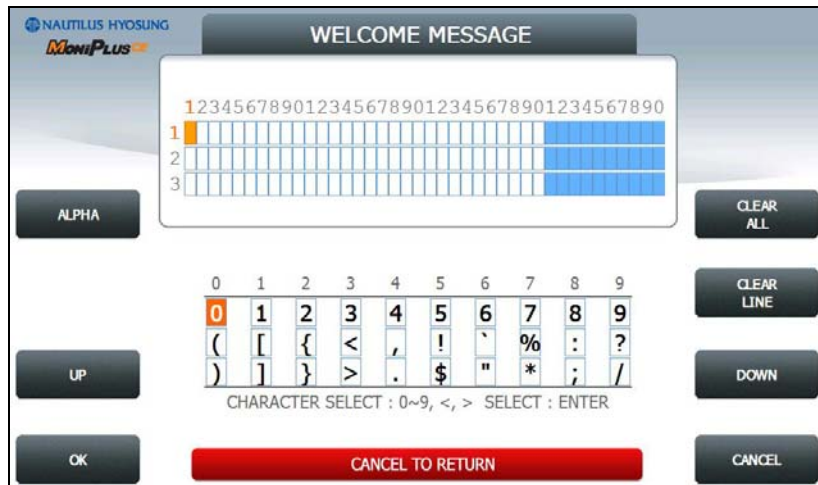 NAUTILUS HYOSUNG
MoniPlus CE
WELCOME MESSAGE
1234567890123456789012345678901234567890
1
2
3
ALPHA
CLEAR ALL
0 1 2 3 4 5 6 7 8 9
0 1 2 3 4 5 6 7 8 9
( [ { < , ! ` % : ?
) ] } > . $ " * ; /
CLEAR LINE
UP
DOWN
CHARACTER SELECT : 0~9, <, > SELECT : ENTER
OK
CANCEL TO RETURN
CANCEL